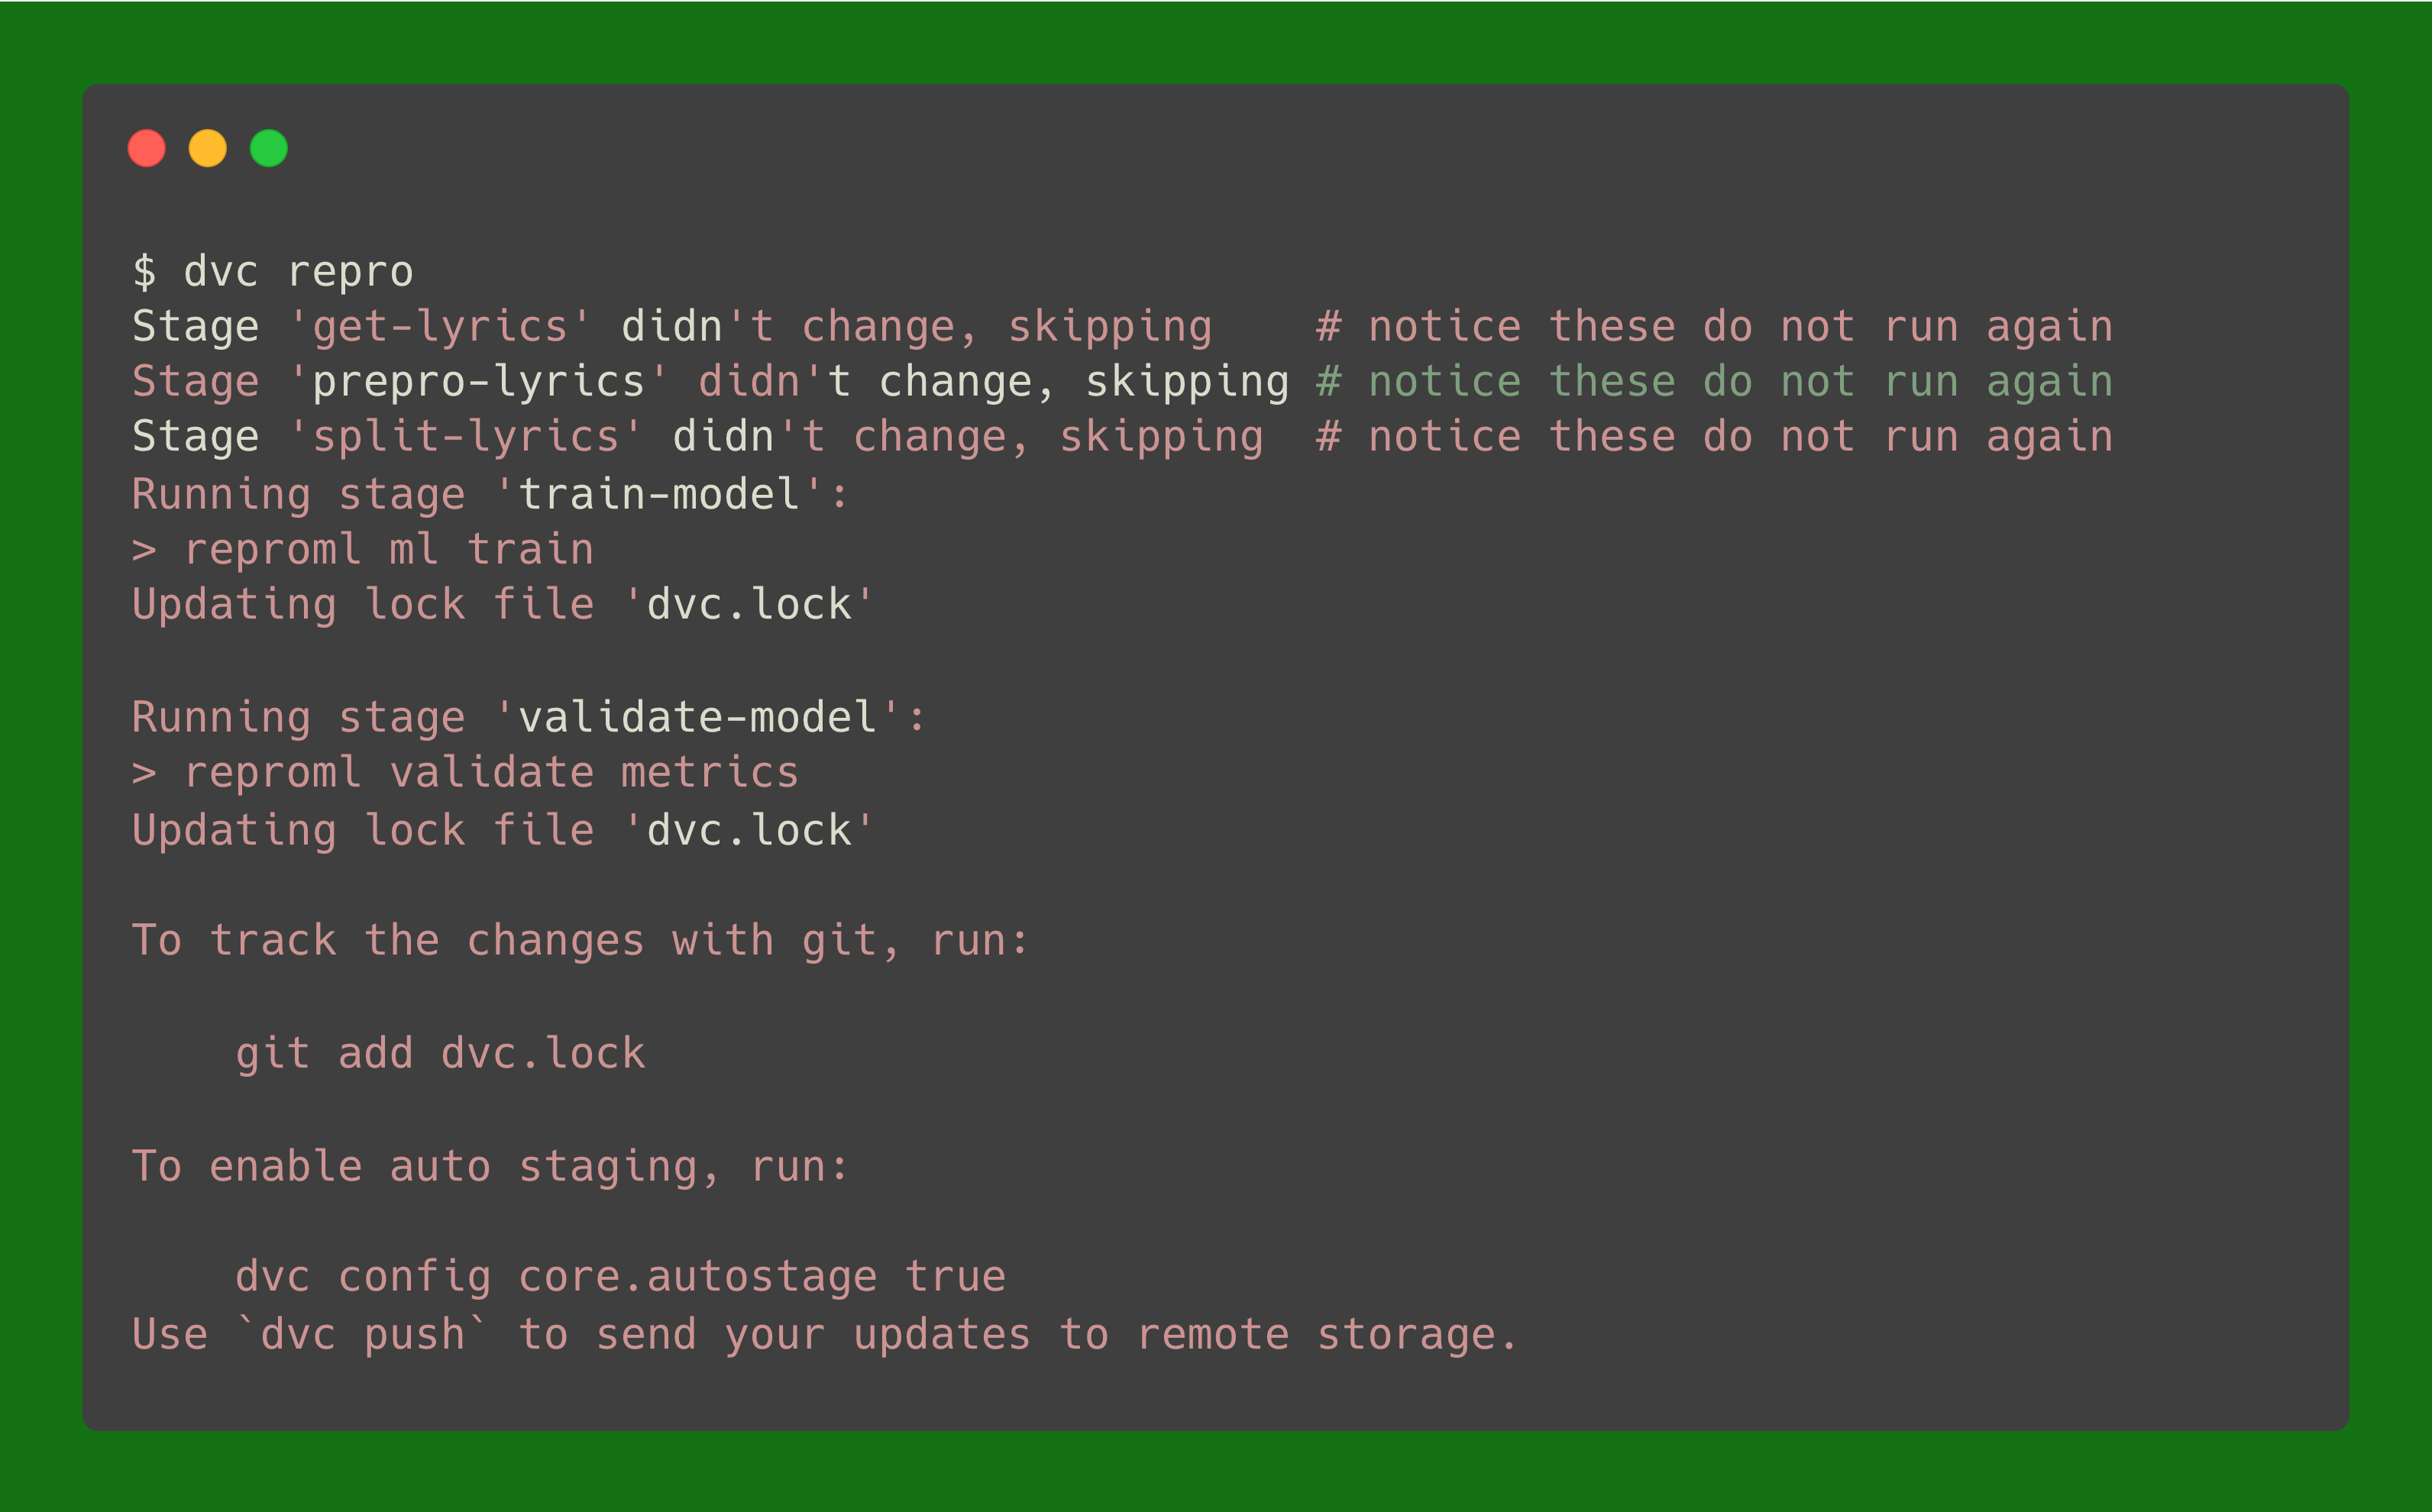 $ dvc repro
Stage 'get-lyrics' didn't change, skipping    # notice these do not run again
Stage 'prepro-lyrics' didn't change, skipping # notice these do not run again
Stage 'split-lyrics' didn't change, skipping  # notice these do not run again
Running stage 'train-model':
> reproml ml train
Updating lock file 'dvc.lock'
Running stage 'validate-model':
> reproml validate metrics
Updating lock file 'dvc.lock'
To track the changes with git, run:
    git add dvc.lock
To enable auto staging, run:
    dvc config core.autostage true
Use `dvc push` to send your updates to remote storage.